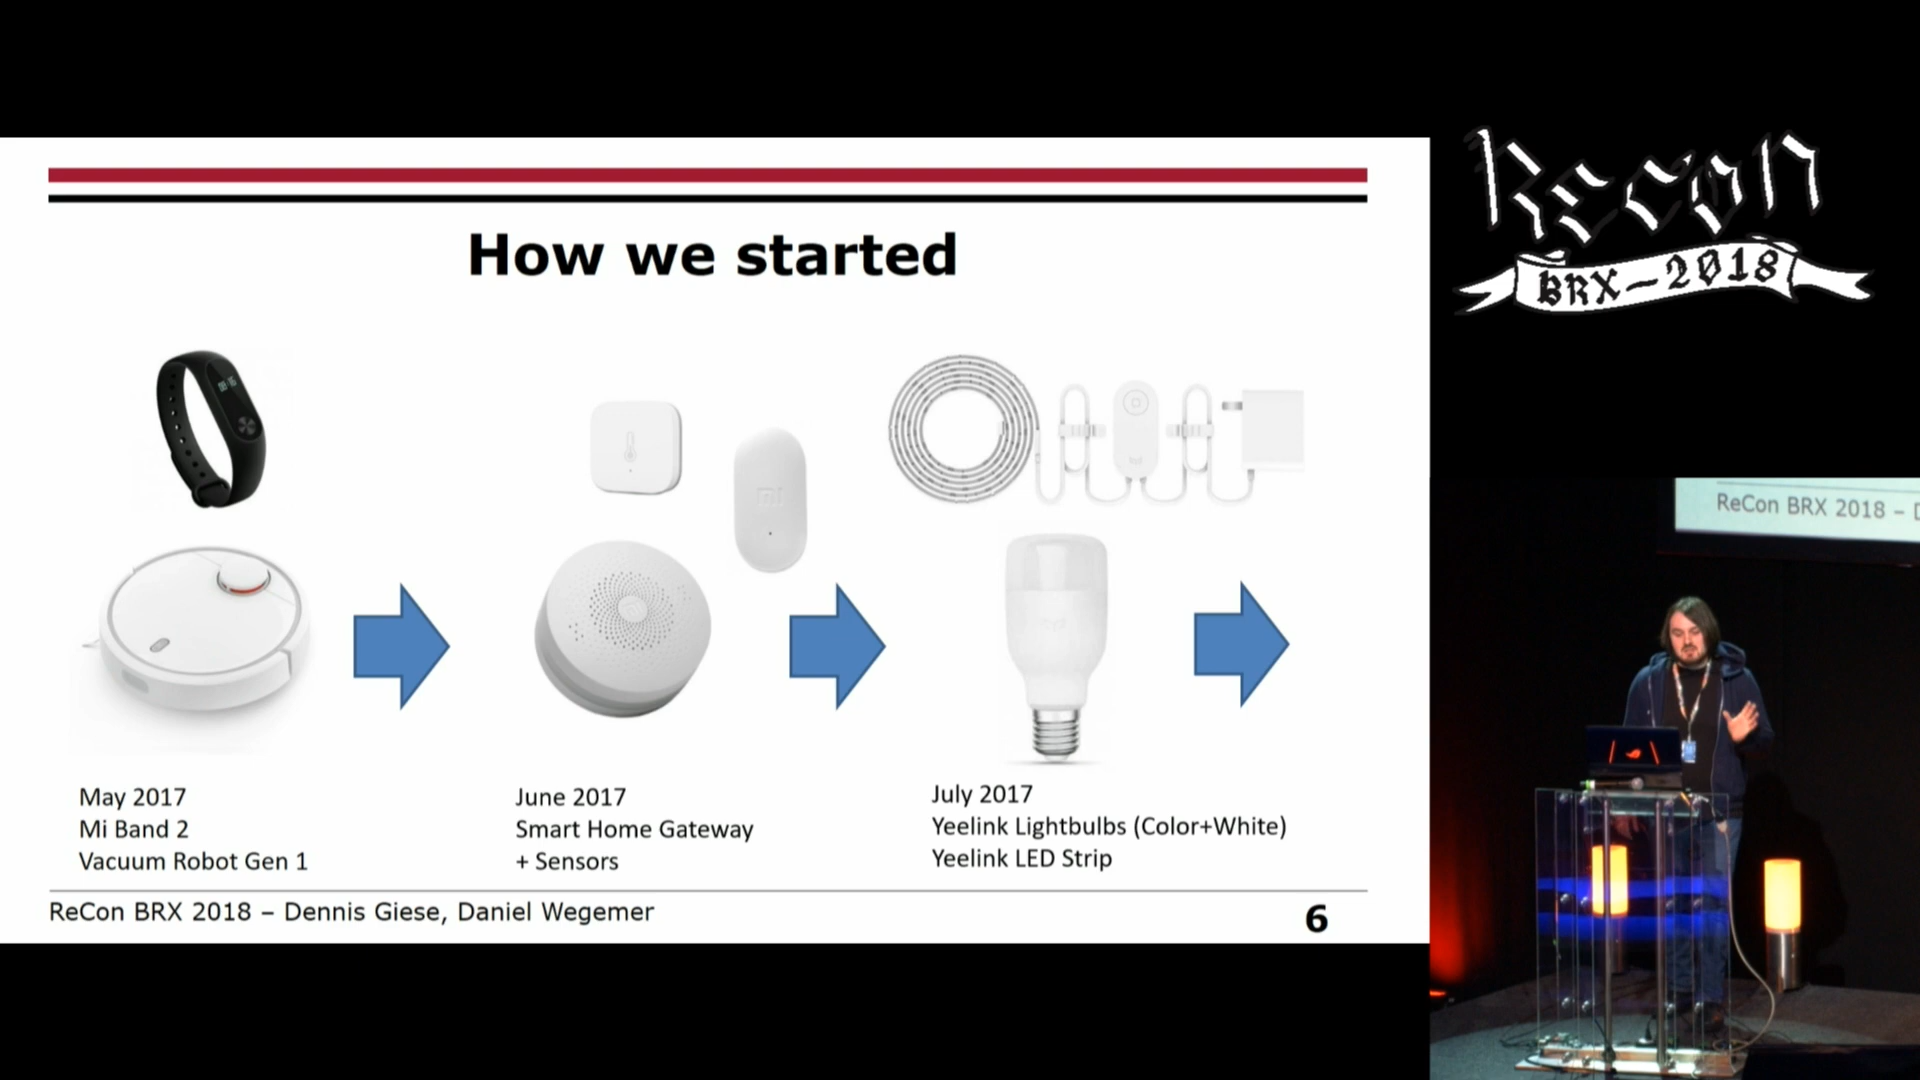 How we started
May 2017
Mi Band 2
Vacuum Robot Gen 1
June 2017
Smart Home Gateway
+ Sensors
July 2017
Yeelink Lightbulbs (Color+White)
Yeelink LED Strip
ReCon BRX 2018 – Dennis Giese, Daniel Wegemer
6
Recon
BRX-2018
ReCon BRX 2018 –